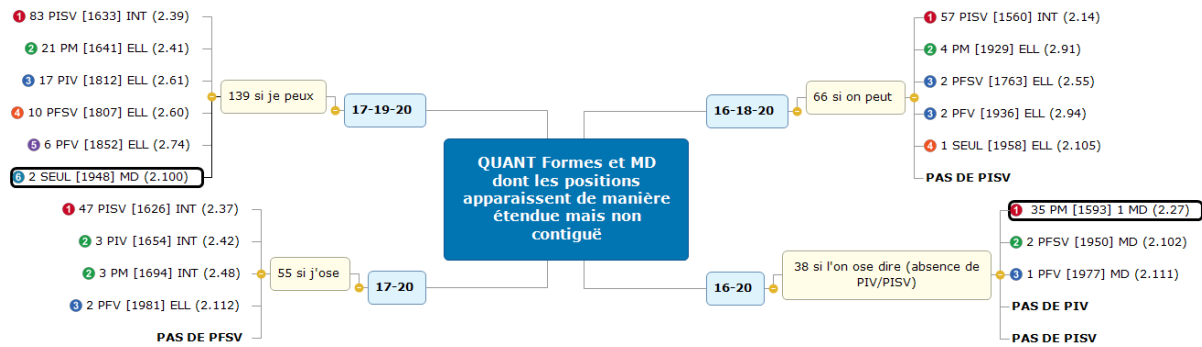 QUANT Formes et MD
dont les positions
apparaissent de manière
étendue mais non
contiguë
17-19-20
139 si je peux
1 83 PISV [1633] INT (2.39)
2 21 PM [1641] ELL (2.41)
3 17 PIV [1812] ELL (2.61)
4 10 PFSV [1807] ELL (2.60)
5 6 PFV [1852] ELL (2.74)
6 2 SEUL [1948] MD (2.100)
17-20
55 si j'ose
1 47 PISV [1626] INT (2.37)
2 3 PIV [1654] INT (2.42)
2 3 PM [1694] INT (2.48)
3 2 PFV [1981] ELL (2.112)
PAS DE PFSV
16-18-20
66 si on peut
1 57 PISV [1560] INT (2.14)
2 4 PM [1929] ELL (2.91)
3 2 PFSV [1763] ELL (2.55)
3 2 PFV [1936] ELL (2.94)
4 1 SEUL [1958] ELL (2.105)
PAS DE PISV
16-20
38 si l'on ose dire (absence de
PIV/PISV)
1 35 PM [1593] 1 MD (2.27)
2 2 PFSV [1950] MD (2.102)
3 1 PFV [1977] MD (2.111)
PAS DE PIV
PAS DE PISV